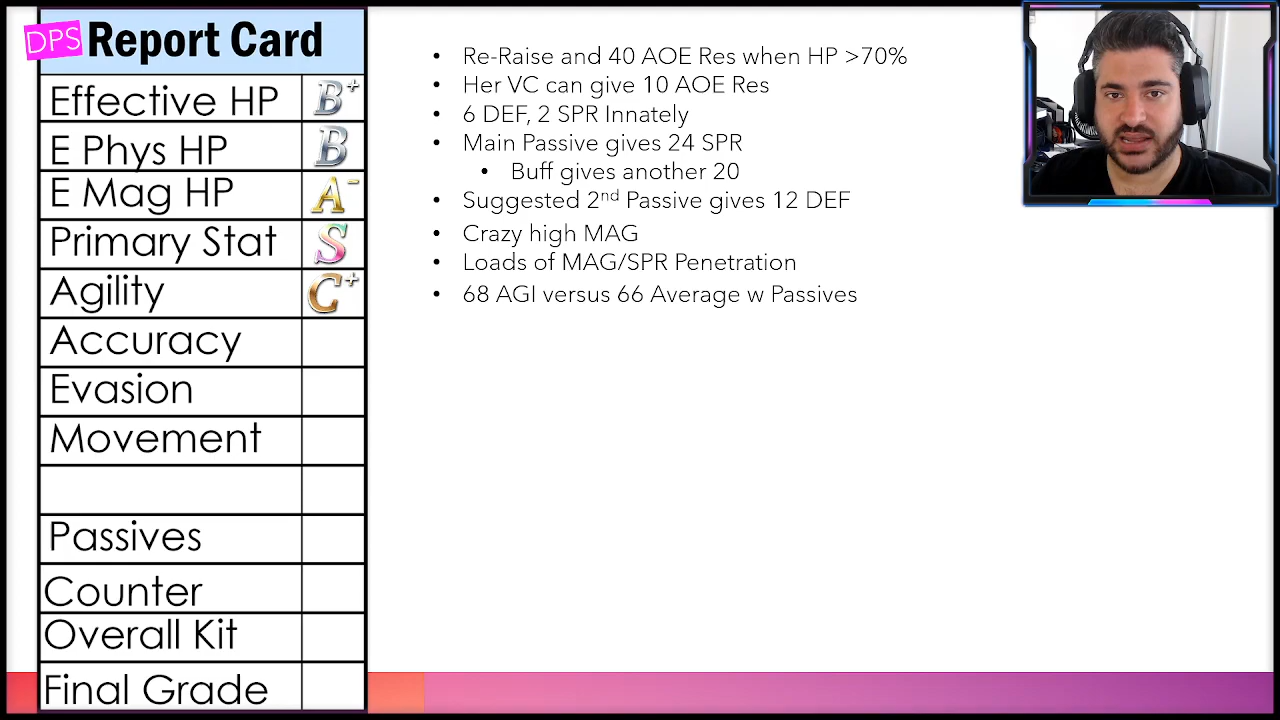 DPS Report Card
Effective HP B+
E Phys HP B
E Mag HP A-
Primary Stat S
Agility C+
Accuracy
Evasion
Movement
Passives
Counter
Overall Kit
Final Grade
• Re-Raise and 40 AOE Res when HP >70%
• Her VC can give 10 AOE Res
• 6 DEF, 2 SPR Innately
• Main Passive gives 24 SPR
• Buff gives another 20
• Suggested 2nd Passive gives 12 DEF
• Crazy high MAG
• Loads of MAG/SPR Penetration
• 68 AGI versus 66 Average w Passives